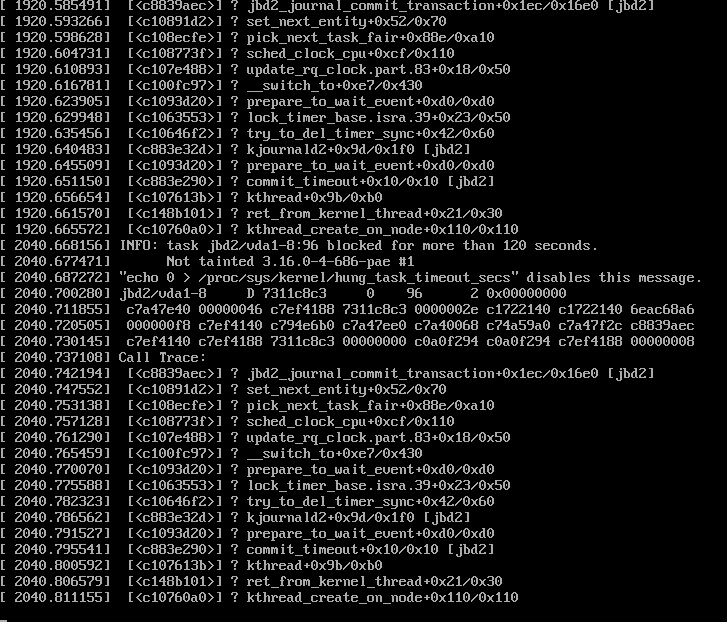 [ 1920.585491]  [<c8839aec>] ? jbd2_journal_commit_transaction+0x1ec/0x16e0 [jbd2]
[ 1920.593266]  [<c10891d2>] ? set_next_entity+0x52/0x70
[ 1920.598628]  [<c108ecfe>] ? pick_next_task_fair+0x88e/0xa10
[ 1920.604731]  [<c108773f>] ? sched_clock_cpu+0xcf/0x110
[ 1920.610893]  [<c107e488>] ? update_rq_clock.part.83+0x18/0x50
[ 1920.616781]  [<c100fc97>] ? __switch_to+0xe7/0x430
[ 1920.623905]  [<c1093d20>] ? prepare_to_wait_event+0xd0/0xd0
[ 1920.629948]  [<c1063553>] ? lock_timer_base.isra.39+0x23/0x50
[ 1920.635456]  [<c10646f2>] ? try_to_del_timer_sync+0x42/0x60
[ 1920.640483]  [<c883e32d>] ? kjournald2+0x9d/0x1f0 [jbd2]
[ 1920.645509]  [<c1093d20>] ? prepare_to_wait_event+0xd0/0xd0
[ 1920.651150]  [<c883e290>] ? commit_timeout+0x10/0x10 [jbd2]
[ 1920.656654]  [<c107613b>] ? kthread+0x9b/0xb0
[ 1920.661570]  [<c148b101>] ? ret_from_kernel_thread+0x21/0x30
[ 1920.665572]  [<c10760a0>] ? kthread_create_on_node+0x110/0x110
[ 2040.668156] INFO: task jbd2/vda1-8:96 blocked for more than 120 seconds.
[ 2040.677471]       Not tainted 3.16.0-4-686-pae #1
[ 2040.687272] "echo 0 > /proc/sys/kernel/hung_task_timeout_secs" disables this message.
[ 2040.700280] jbd2/vda1-8     D 7311c8c3     0    96      2 0x00000000
[ 2040.711855]  c7a47e40 00000046 c7ef4188 7311c8c3 0000002e c1722140 c1722140 6eac68a6
[ 2040.720505]  000000f8 c7ef4140 c794e6b0 c7a47ee0 c7a40068 c74a59a0 c7a47f2c c8839aec
[ 2040.730145]  c7ef4140 c7ef4188 7311c8c3 00000000 c0a0f294 c0a0f294 c7ef4188 00000008
[ 2040.737108] Call Trace:
[ 2040.742194]  [<c8839aec>] ? jbd2_journal_commit_transaction+0x1ec/0x16e0 [jbd2]
[ 2040.747552]  [<c10891d2>] ? set_next_entity+0x52/0x70
[ 2040.753138]  [<c108ecfe>] ? pick_next_task_fair+0x88e/0xa10
[ 2040.757128]  [<c108773f>] ? sched_clock_cpu+0xcf/0x110
[ 2040.761290]  [<c107e488>] ? update_rq_clock.part.83+0x18/0x50
[ 2040.765459]  [<c100fc97>] ? __switch_to+0xe7/0x430
[ 2040.770070]  [<c1093d20>] ? prepare_to_wait_event+0xd0/0xd0
[ 2040.775588]  [<c1063553>] ? lock_timer_base.isra.39+0x23/0x50
[ 2040.782323]  [<c10646f2>] ? try_to_del_timer_sync+0x42/0x60
[ 2040.786562]  [<c883e32d>] ? kjournald2+0x9d/0x1f0 [jbd2]
[ 2040.791527]  [<c1093d20>] ? prepare_to_wait_event+0xd0/0xd0
[ 2040.795541]  [<c883e290>] ? commit_timeout+0x10/0x10 [jbd2]
[ 2040.800592]  [<c107613b>] ? kthread+0x9b/0xb0
[ 2040.806579]  [<c148b101>] ? ret_from_kernel_thread+0x21/0x30
[ 2040.811155]  [<c10760a0>] ? kthread_create_on_node+0x110/0x110